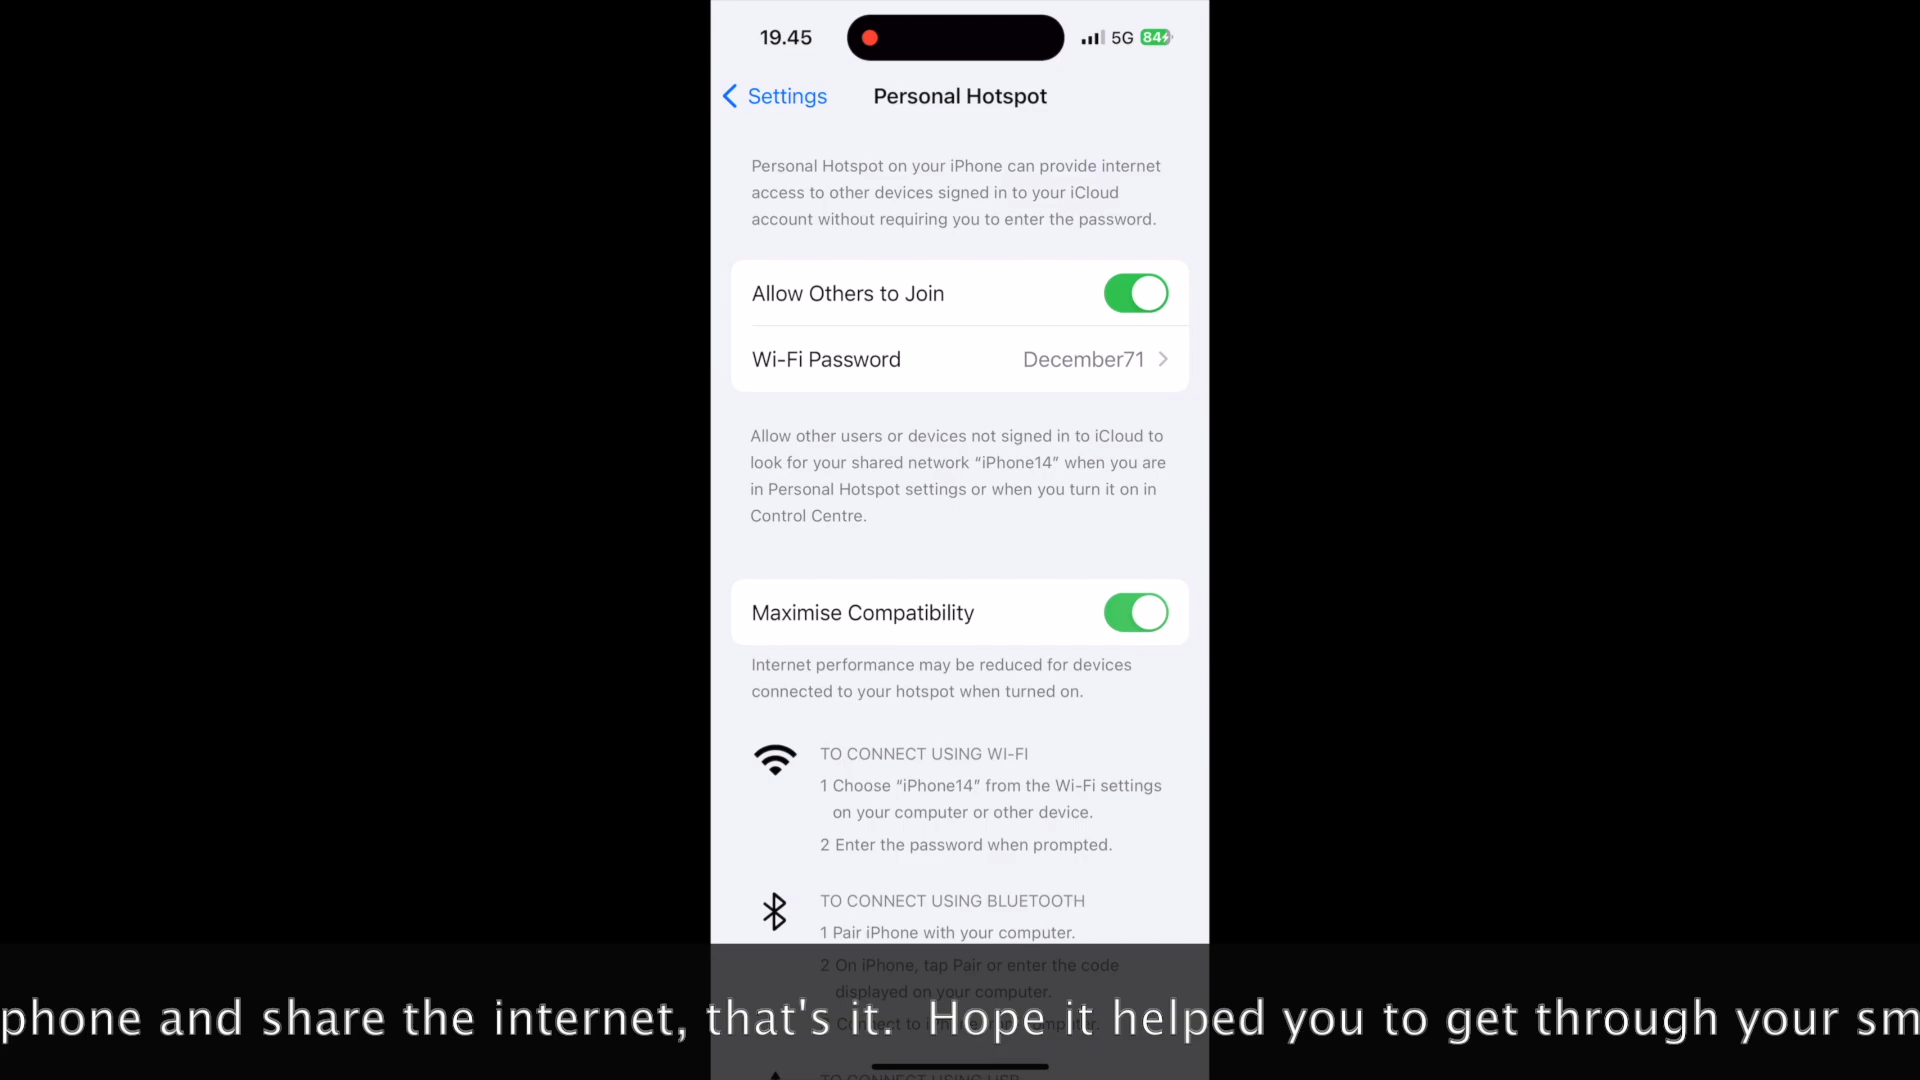 19.45
5G 84
Settings
Personal Hotspot
Personal Hotspot on your iPhone can provide internet
access to other devices signed in to your iCloud
account without requiring you to enter the password.
Allow Others to Join
Wi-Fi Password December71
Allow other users or devices not signed in to iCloud to
look for your shared network “iPhone14” when you are
in Personal Hotspot settings or when you turn it on in
Control Centre.
Maximise Compatibility
Internet performance may be reduced for devices
connected to your hotspot when turned on.
TO CONNECT USING WI-FI
1 Choose “iPhone14” from the Wi-Fi settings
on your computer or other device.
2 Enter the password when prompted.
TO CONNECT USING BLUETOOTH
1 Pair iPhone with your computer.
2 On iPhone, tap Pair or enter the code
displayed on your computer.
phone and share the internet, that's it. Hope it helped you to get through your sm
TO CONNECT USING USB